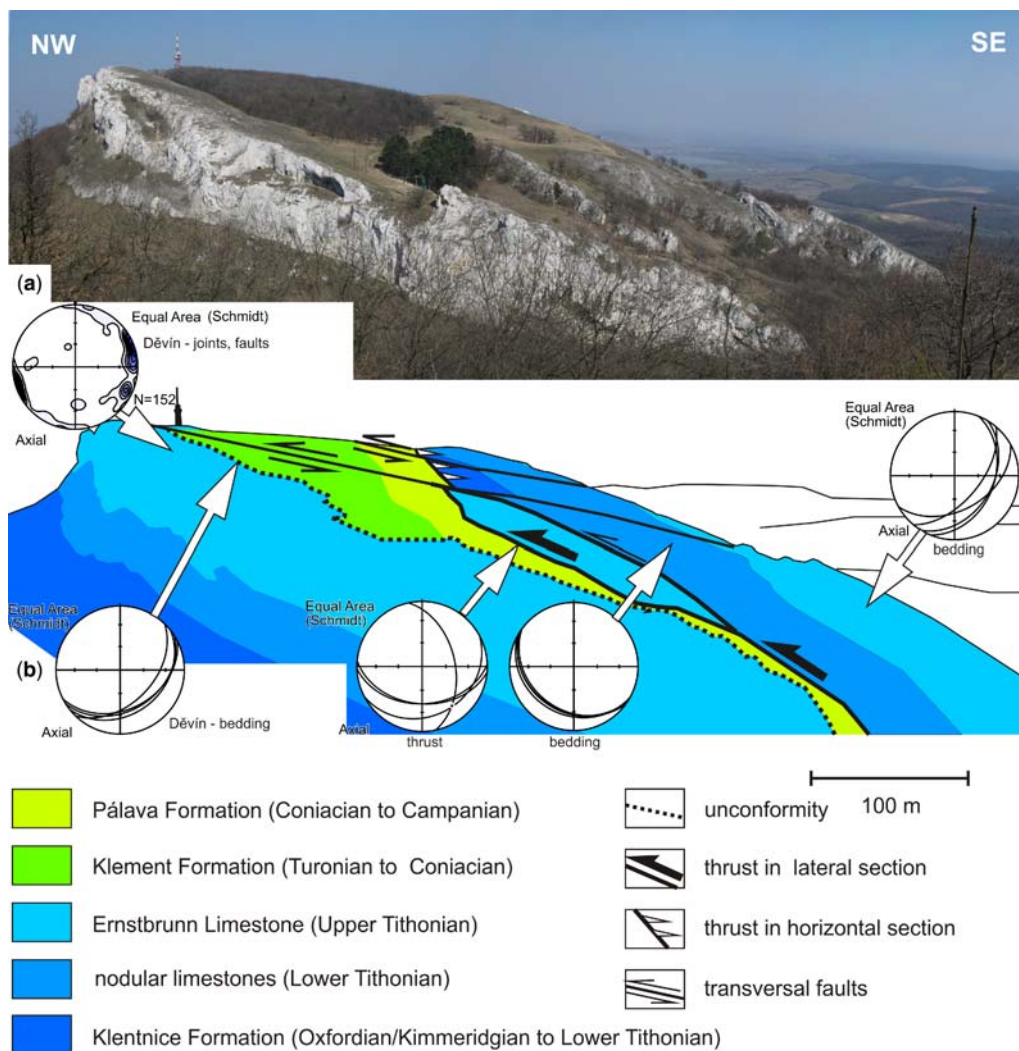 NW
SE
(a)
Equal Area (Schmidt)
Děvín - joints, faults
N=152
Axial
Equal Area
(Schmidt)
Axial
bedding
Equal Area
(Schmidt)
(b)
Axial
Děvín - bedding
Equal Area
(Schmidt)
Axial
thrust
bedding
100 m
Pálava Formation (Coniacian to Campanian)
Klement Formation (Turonian to Coniacian)
Ernstbrunn Limestone (Upper Tithonian)
nodular limestones (Lower Tithonian)
Klentnice Formation (Oxfordian/Kimmeridgian to Lower Tithonian)
unconformity
thrust in lateral section
thrust in horizontal section
transversal faults